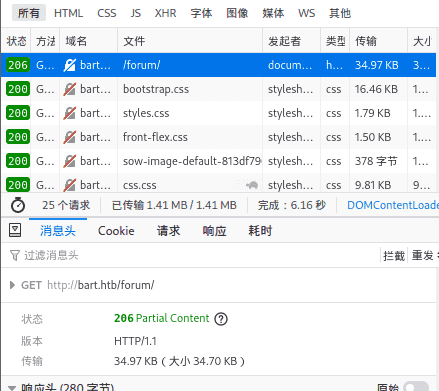 所有 HTML CSS JS XHR 字体 图像 媒体 WS 其他
状态 方法 域名 文件 发起者 类型 传输 大小
206 G... bart... /forum/ docum... h... 34.97 KB 3...
200 G... bart... bootstrap.css stylesh... css 16.46 KB 1...
200 G... bart... styles.css stylesh... css 1.79 KB 1...
200 G... bart... front-flex.css stylesh... css 1.50 KB 1...
200 G... bart... sow-image-default-813df796 stylesh... css 378 字节 1...
200 G... bart... css.css stylesh... css 9.81 KB 9...
25 个请求 已传输 1.41 MB / 1.41 MB 完成：6.16 秒 DOMContentLoade
消息头 Cookie 请求 响应 耗时
过滤消息头 拦截 重发
GET http://bart.htb/forum/
状态 206 Partial Content
版本 HTTP/1.1
传输 34.97 KB（大小 34.70 KB）
响应头 (280 字节) 原始